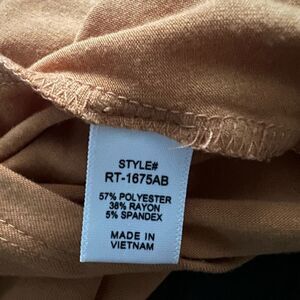 STYLE#
RT-1675AB
57% POLYESTER
38% RAYON
5% SPANDEX
MADE IN
VIETNAM